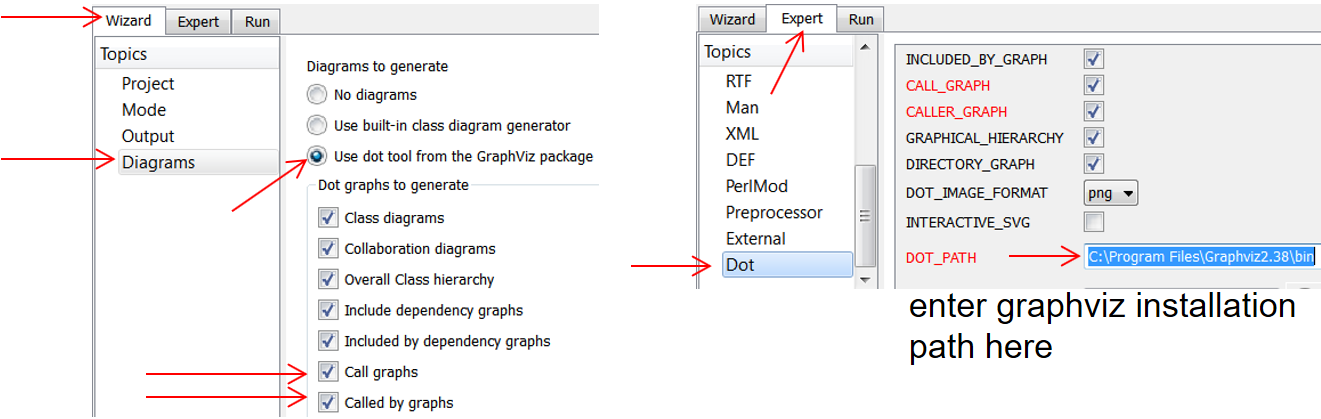 Wizard Expert Run
Topics
Project
Mode
Output
Diagrams
Diagrams to generate
No diagrams
Use built-in class diagram generator
Use dot tool from the GraphViz package
Dot graphs to generate
Class diagrams
Collaboration diagrams
Overall Class hierarchy
Include dependency graphs
Included by dependency graphs
Call graphs
Called by graphs
Wizard Expert Run
Topics
RTF
Man
XML
DEF
PerlMod
Preprocessor
External
Dot
INCLUDED_BY_GRAPH
CALL_GRAPH
CALLER_GRAPH
GRAPHICAL_HIERARCHY
DIRECTORY_GRAPH
DOT_IMAGE_FORMAT png
INTERACTIVE_SVG
DOT_PATH C:\Program Files\Graphviz2.38\bin
enter graphviz installation
path here